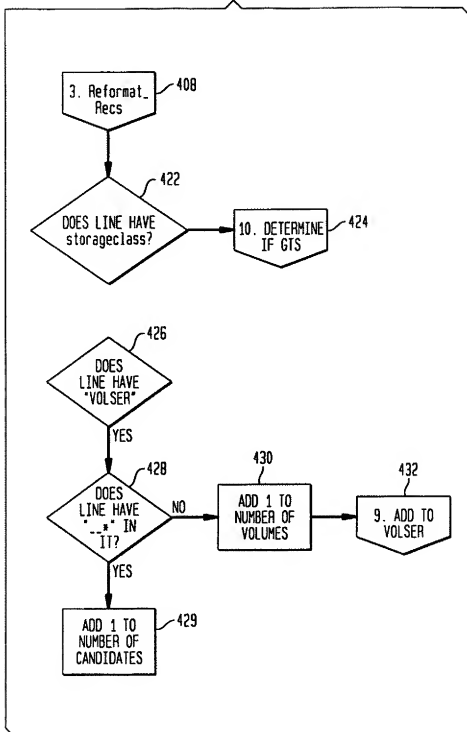 3. Reformat_
Recs
408
422
DOES LINE HAVE
storageclass?
10. DETERMINE
IF GTS
424
426
DOES
LINE HAVE
"VOLSER"
YES
428
DOES
LINE HAVE
"__*" IN
IT?
NO
430
ADD 1 TO
NUMBER OF
VOLUMES
432
9. ADD TO
VOLSER
YES
ADD 1 TO
NUMBER OF
CANDIDATES
429